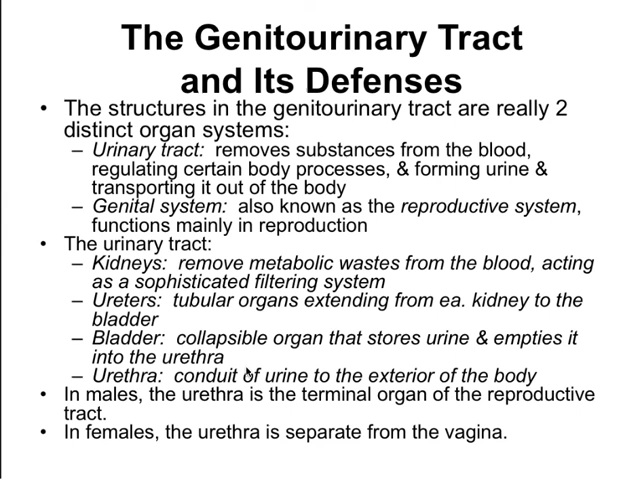 The Genitourinary Tract
and Its Defenses
• The structures in the genitourinary tract are really 2
distinct organ systems:
– Urinary tract: removes substances from the blood,
regulating certain body processes, & forming urine &
transporting it out of the body
– Genital system: also known as the reproductive system,
functions mainly in reproduction
• The urinary tract:
– Kidneys: remove metabolic wastes from the blood, acting
as a sophisticated filtering system
– Ureters: tubular organs extending from ea. kidney to the
bladder
– Bladder: collapsible organ that stores urine & empties it
into the urethra
– Urethra: conduit of urine to the exterior of the body
• In males, the urethra is the terminal organ of the reproductive
tract.
• In females, the urethra is separate from the vagina.